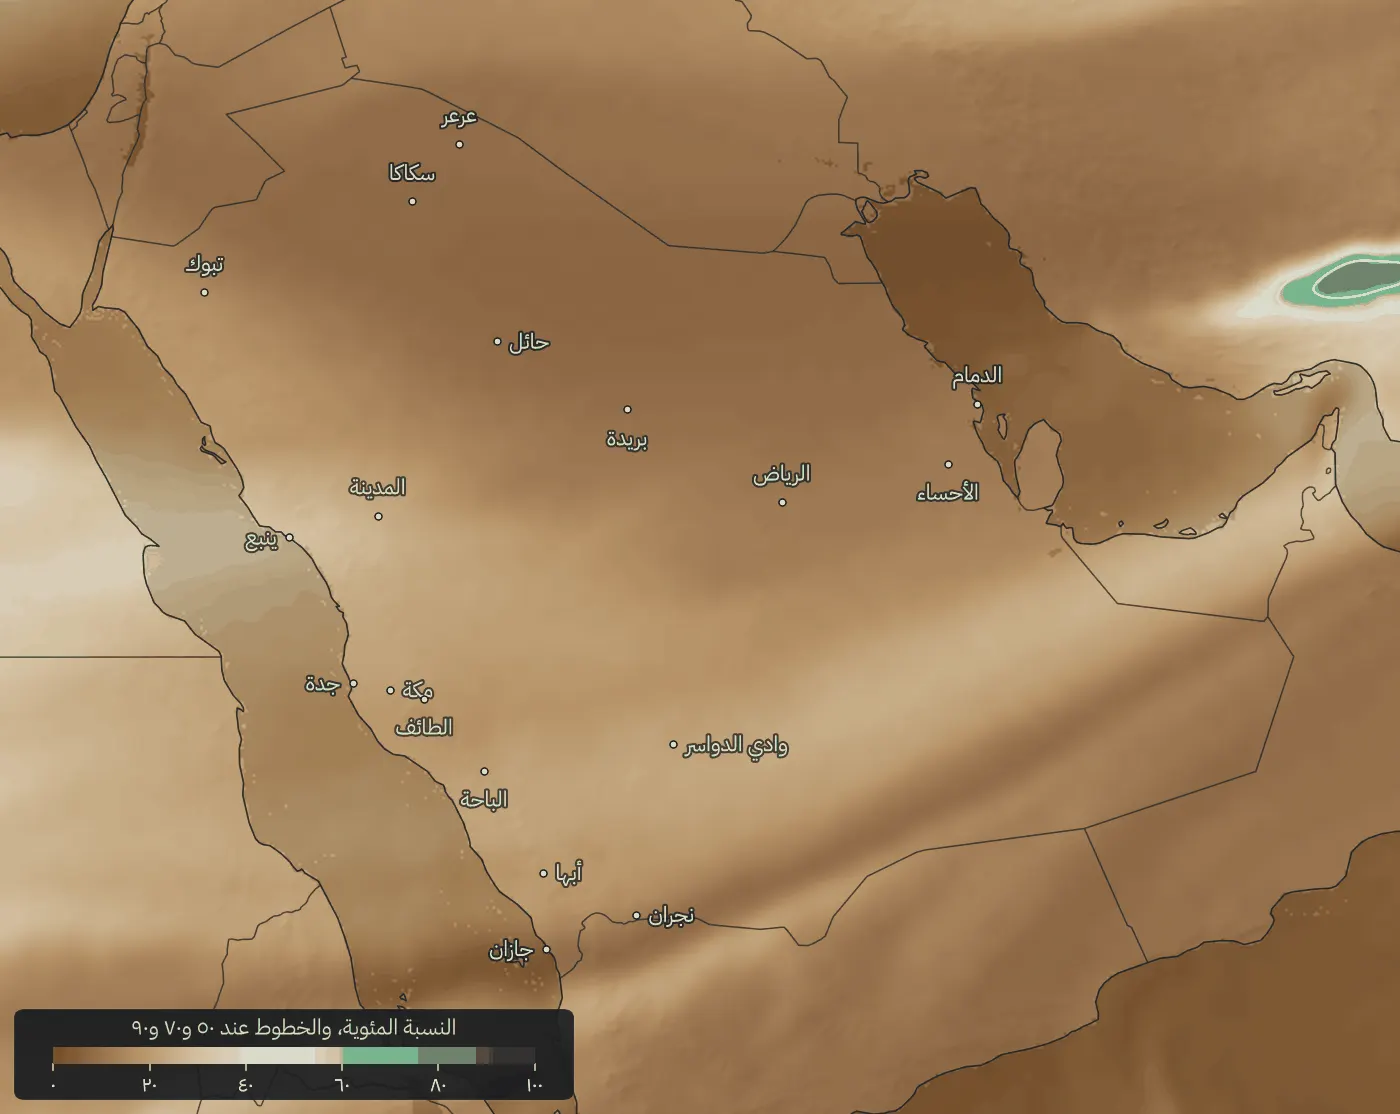 عرعر
سكاكا
تبوك
حائل
الدمام
بريدة
الرياض
الأحساء
المدينة
ينبع
جدة
مكة
الطائف
وادي الدواسر
الباحة
أبها
نجران
جازان
النسبة المئوية، والخطوط عند ٥٠ و٧٠ و٩٠
٠ ٢٠ ٤٠ ٦٠ ٨٠ ١٠٠